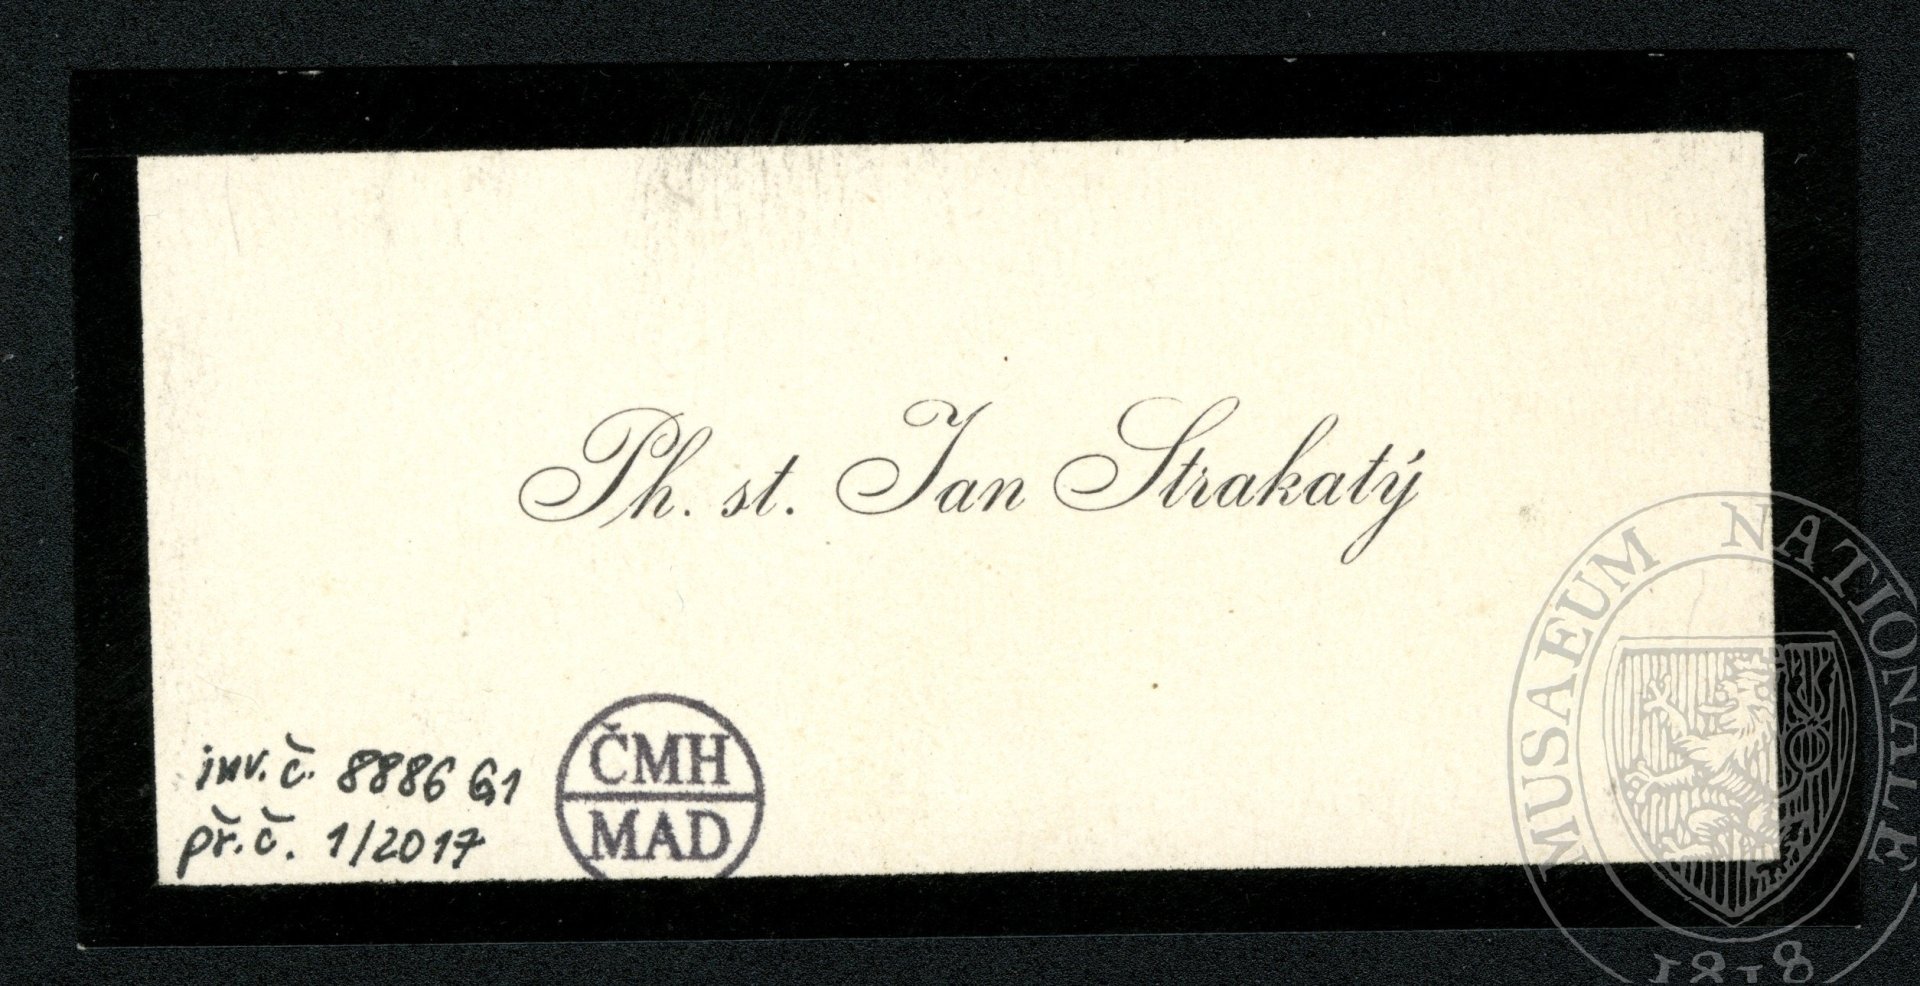 Ph. st. Jan Strakatý
inv. č. 8886 G1
př. č. 1/2017
ČMH
MAD
MUSAEUM NATIONALE
1818